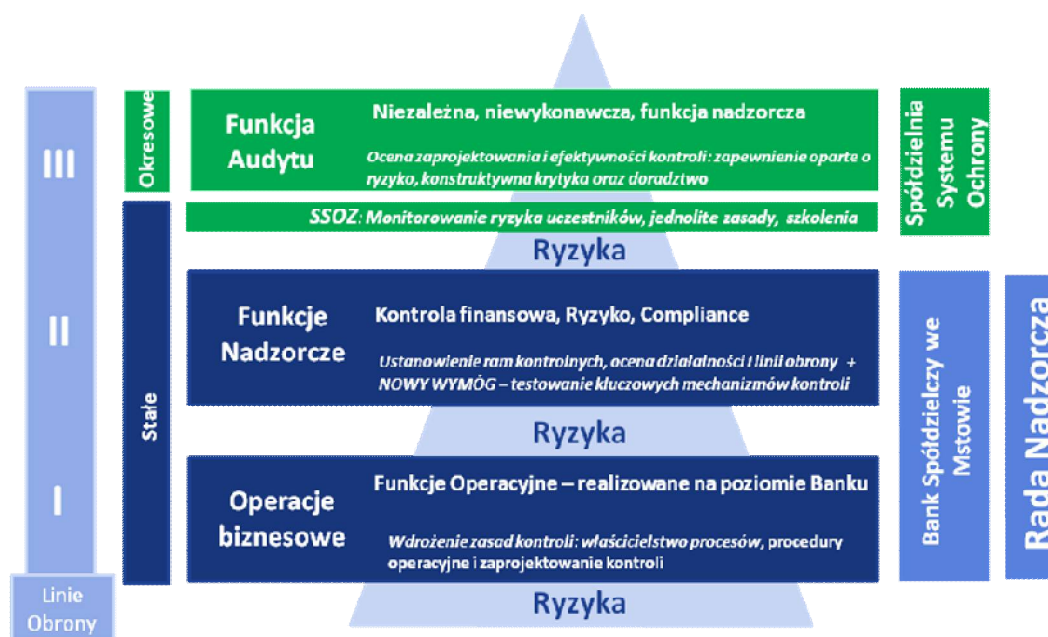 III
II
I
Linie
Obrony
Okresowe
Stałe
Funkcja
Audytu
Niezależna, niewykonawcza, funkcja nadzorcza
Ocena zaprojektowania i efektywności kontroli: zapewnienie oparte o
ryzyko, konstruktywna krytyka oraz doradztwo
SSOZ: Monitorowanie ryzyka uczestników, jednolite zasady, szkolenia
Ryzyka
Funkcje
Nadzorcze
Kontrola finansowa, Ryzyko, Compliance
Ustanowienie ram kontrolnych, ocena działalności i linii obrony +
NOWY WYMÓG – testowanie kluczowych mechanizmów kontroli
Ryzyka
Operacje
biznesowe
Funkcje Operacyjne – realizowane na poziomie Banku
Wdrożenie zasad kontroli: właścicielstwo procesów, procedury
operacyjne i zaprojektowanie kontroli
Ryzyka
Spółdzielnia
Systemu
Ochrony
Bank Spółdzielczy we
Mstowie
Rada Nadzorcza